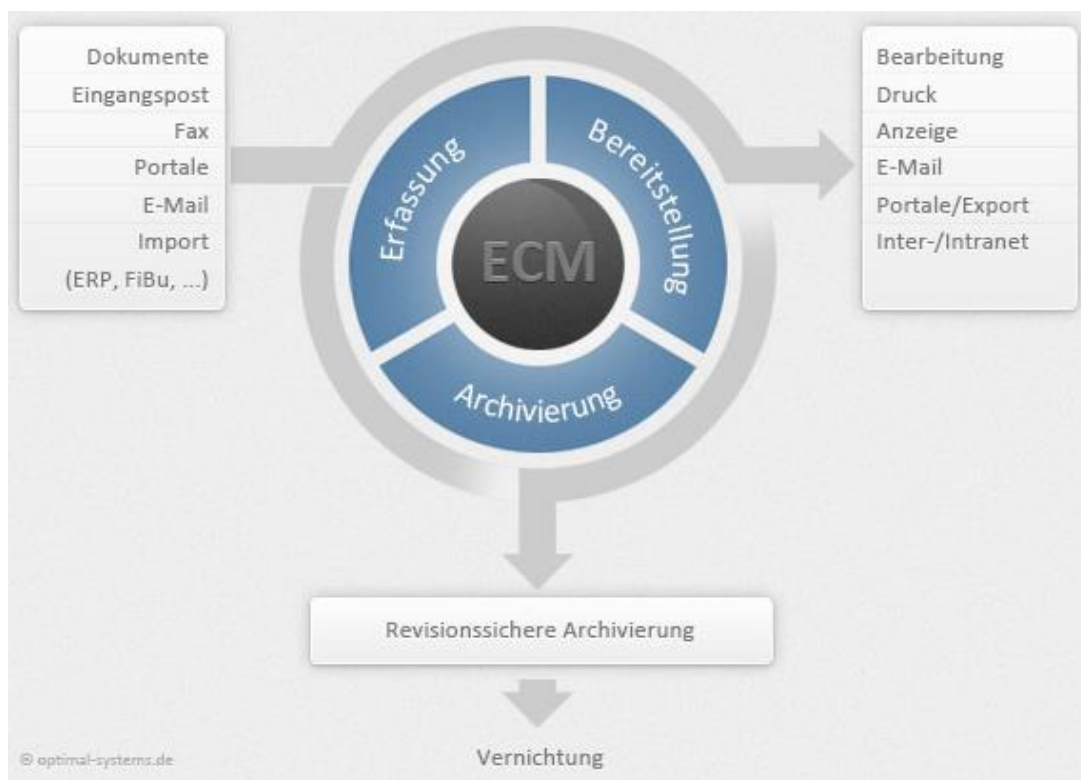 Dokumente
Eingangspost
Fax
Portale
E-Mail
Import
(ERP, FiBu, ...)
Erfassung
Bereitstellung
ECM
Archivierung
Bearbeitung
Druck
Anzeige
E-Mail
Portale/Export
Inter-/Intranet
Revisionssichere Archivierung
Vernichtung
© optimal-systems.de